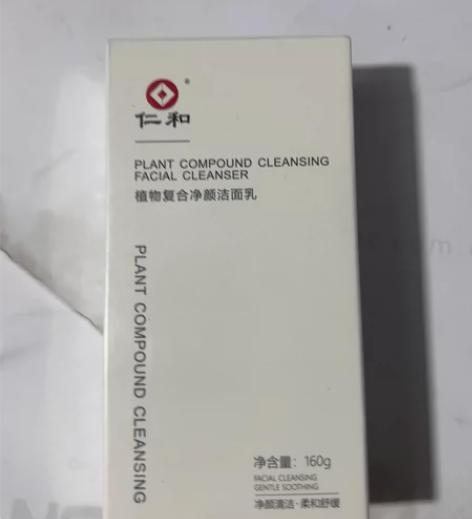 仁和
®
PLANT COMPOUND CLEANSING
FACIAL CLEANSER
植物复合净颜洁面乳
PLANT COMPOUND CLEANSING
净含量：160g
FACIAL CLEANSING
GENTLE SOOTHING
净颜清洁·柔和舒缓